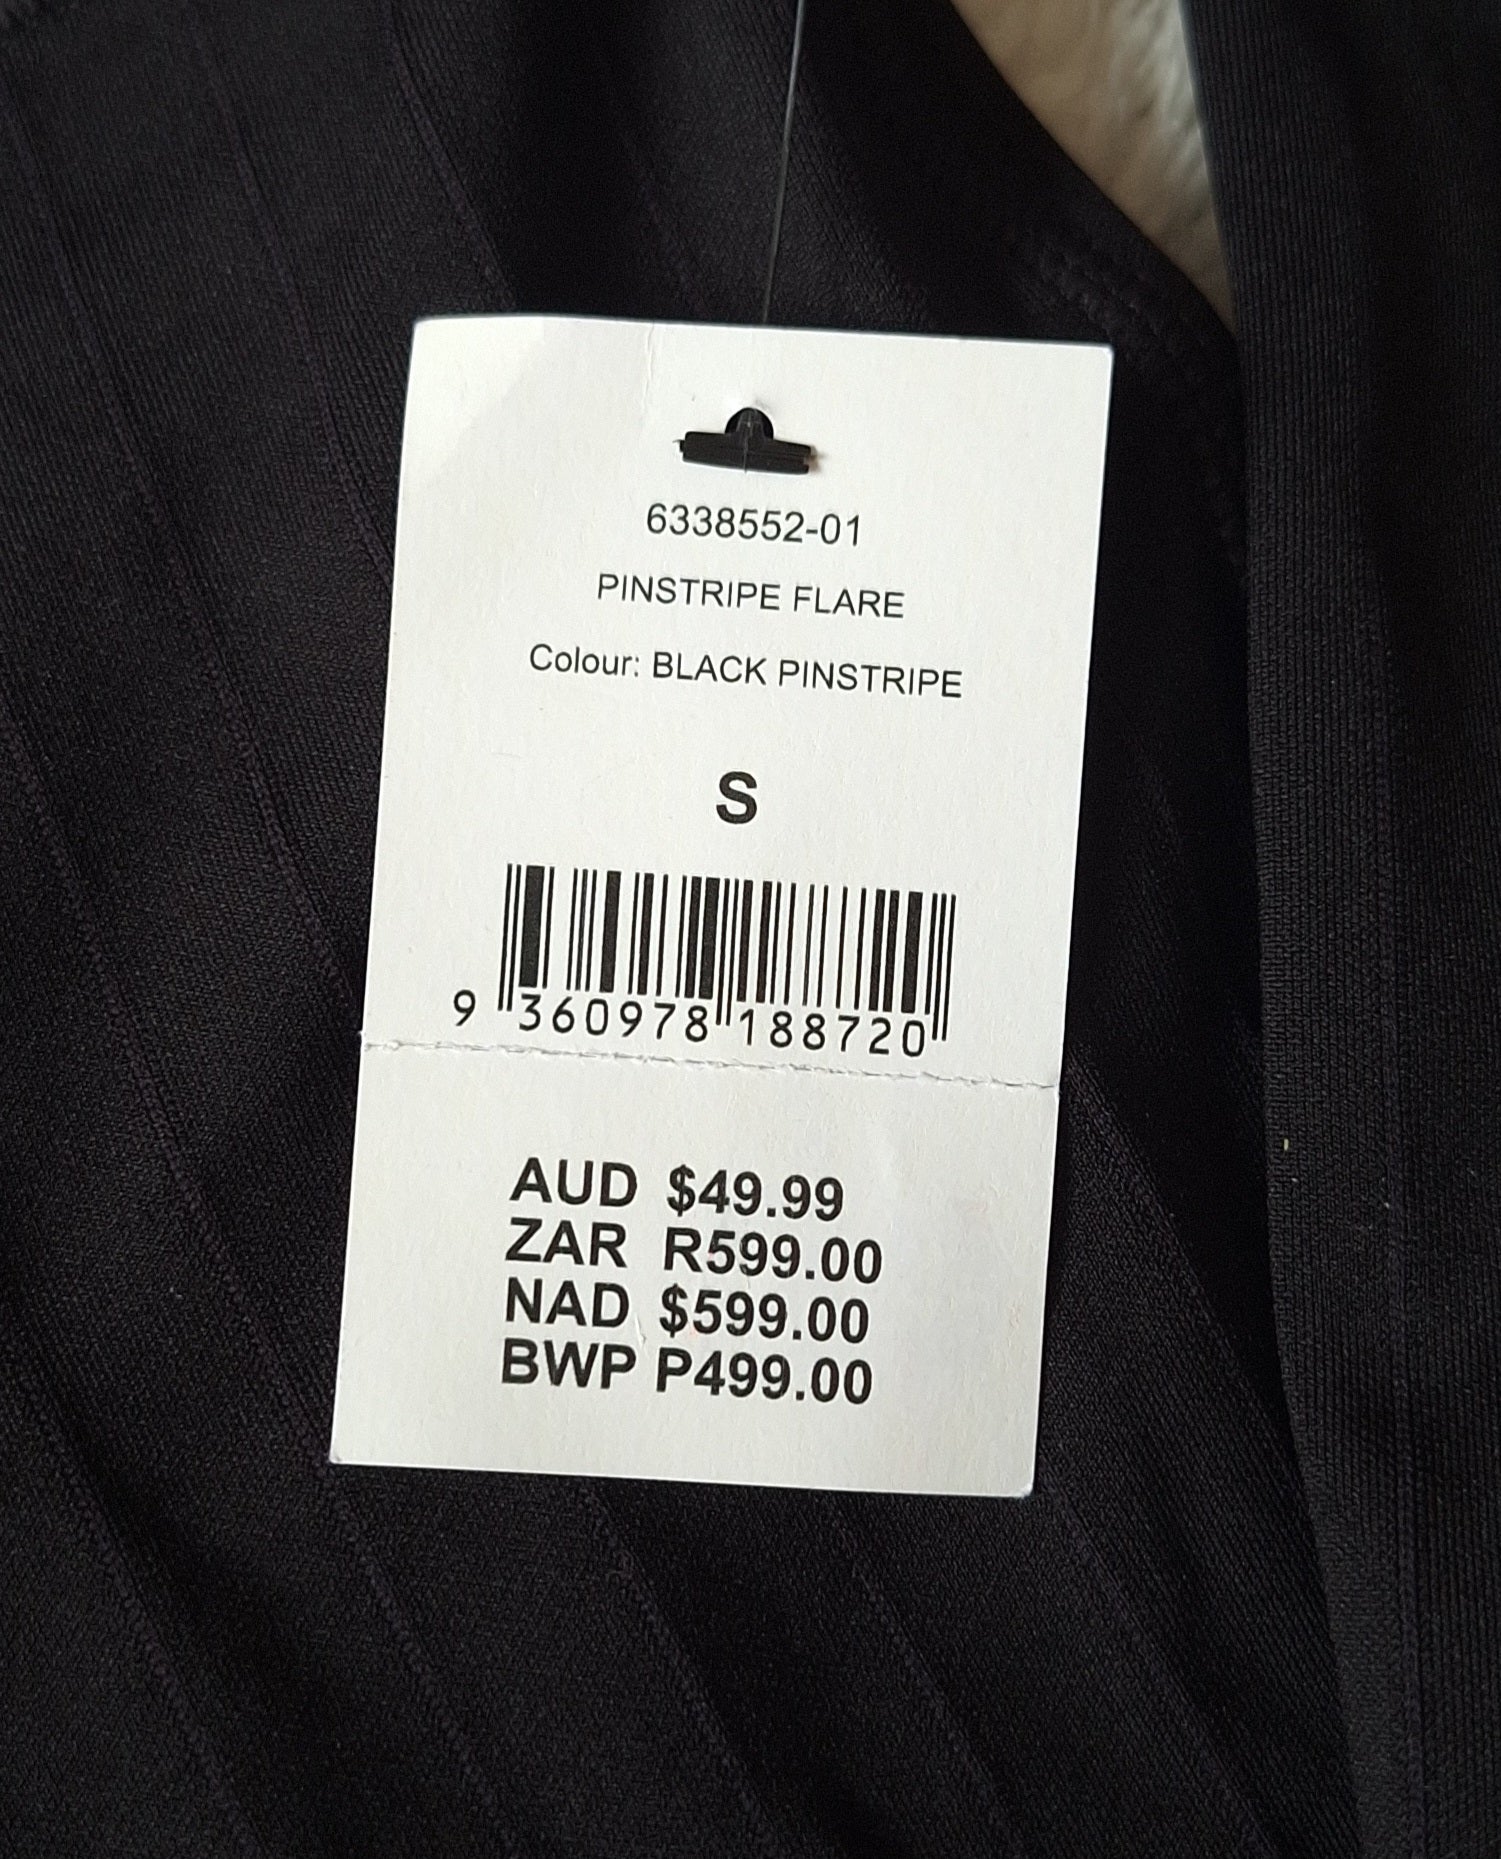 6338552-01
PINSTRIPE FLARE
Colour: BLACK PINSTRIPE
S
9 360978 188720
AUD $49.99
ZAR R599.00
NAD $599.00
BWP P499.00